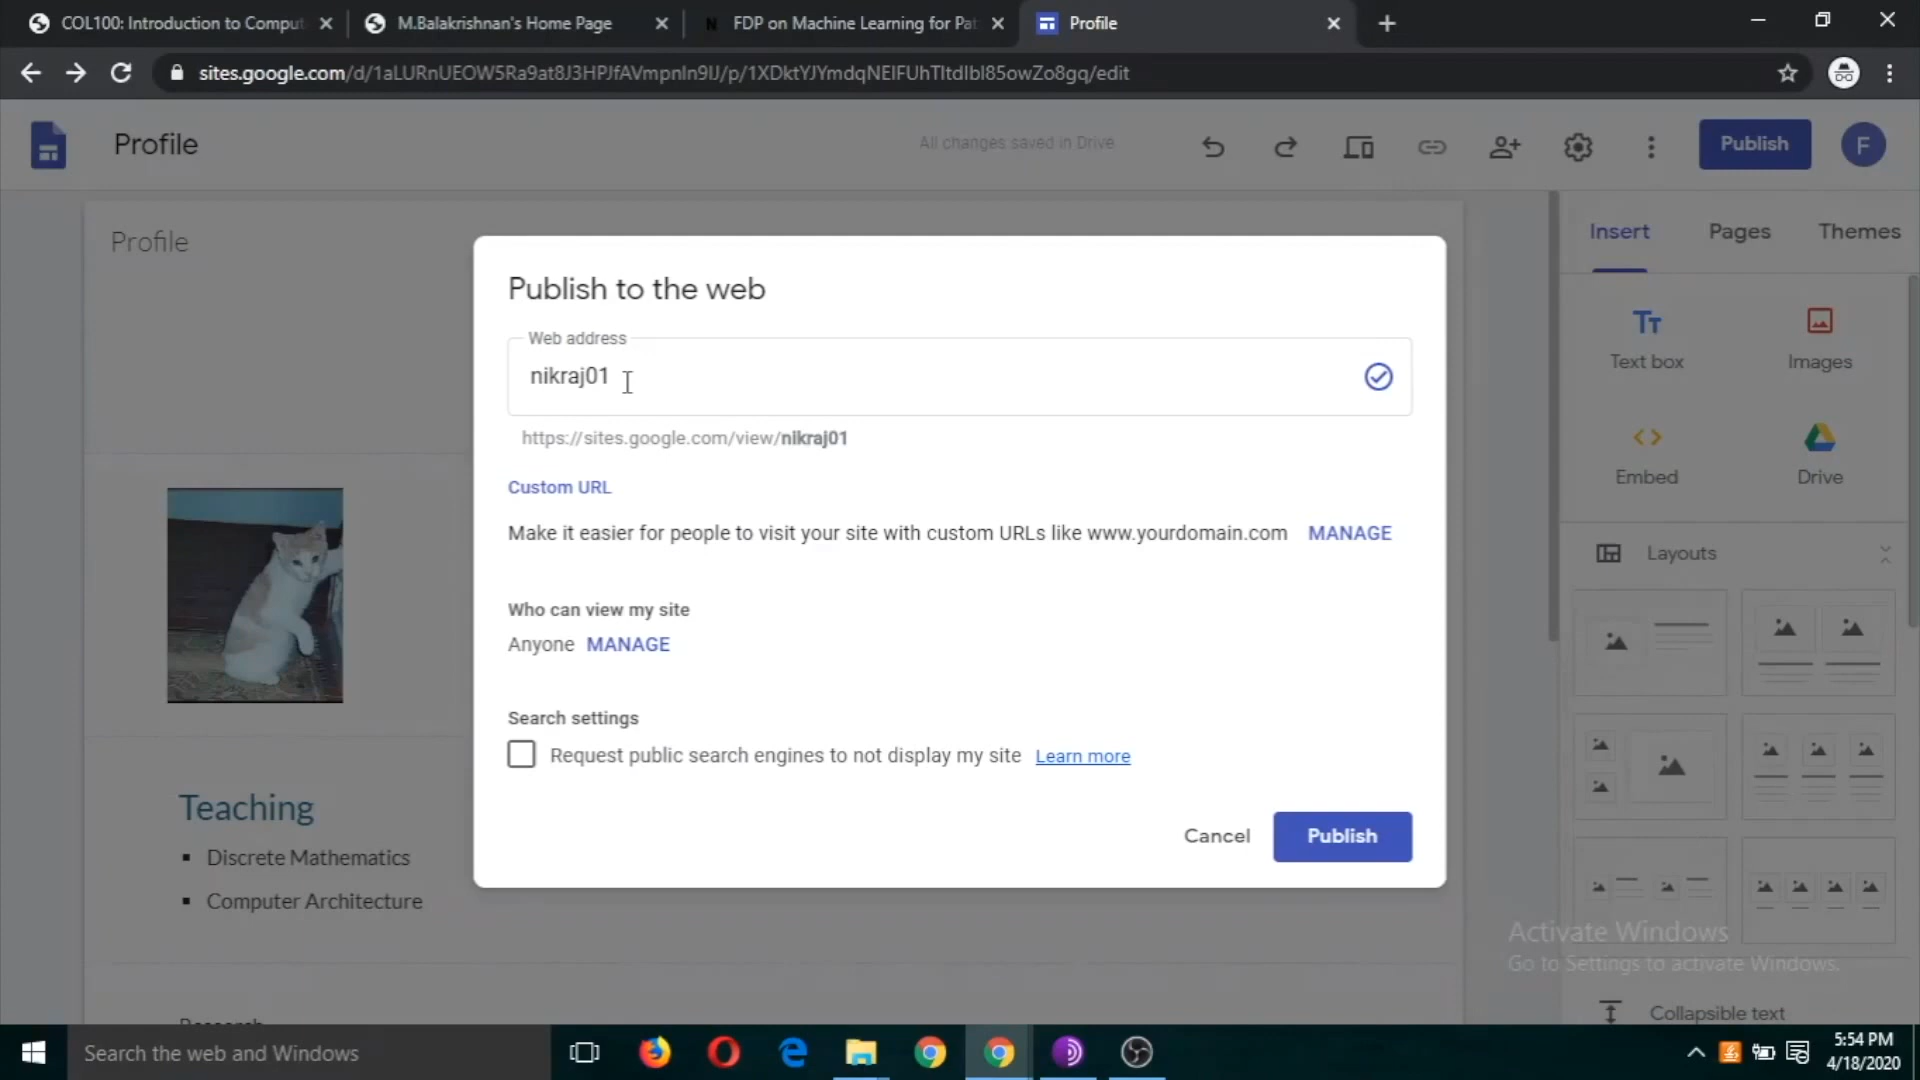 COL100: Introduction to Comput
M.Balakrishnan's Home Page
FDP on Machine Learning for Pat
Profile
sites.google.com/d/1aLURnUEOW5Ra9at8J3HPJfAVmpnIn9IJ/p/1XDktYJYmdqNEIFUhTItdIbI85owZo8gq/edit
Profile
All changes saved in Drive
Publish
F
Profile
Insert
Pages
Themes
Publish to the web
Web address
nikraj01
https://sites.google.com/view/nikraj01
Custom URL
Make it easier for people to visit your site with custom URLs like www.yourdomain.com MANAGE
Who can view my site
Anyone MANAGE
Search settings
Request public search engines to not display my site Learn more
Cancel
Publish
Text box
Images
Embed
Drive
Layouts
Teaching
Discrete Mathematics
Computer Architecture
Research
Activate Windows
Go to Settings to activate Windows.
Collapsible text
Search the web and Windows
5:54 PM
4/18/2020